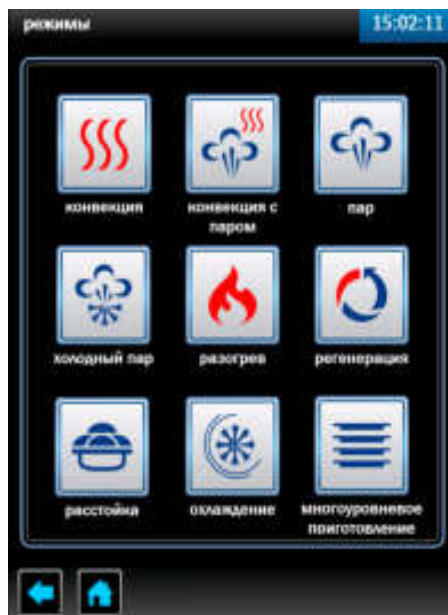 режимы 15:02:11
конвекция
конвекция с
паром
пар
холодный пар
разогрев
регенерация
расстойка
охлаждение
многоуровневое
приготовление